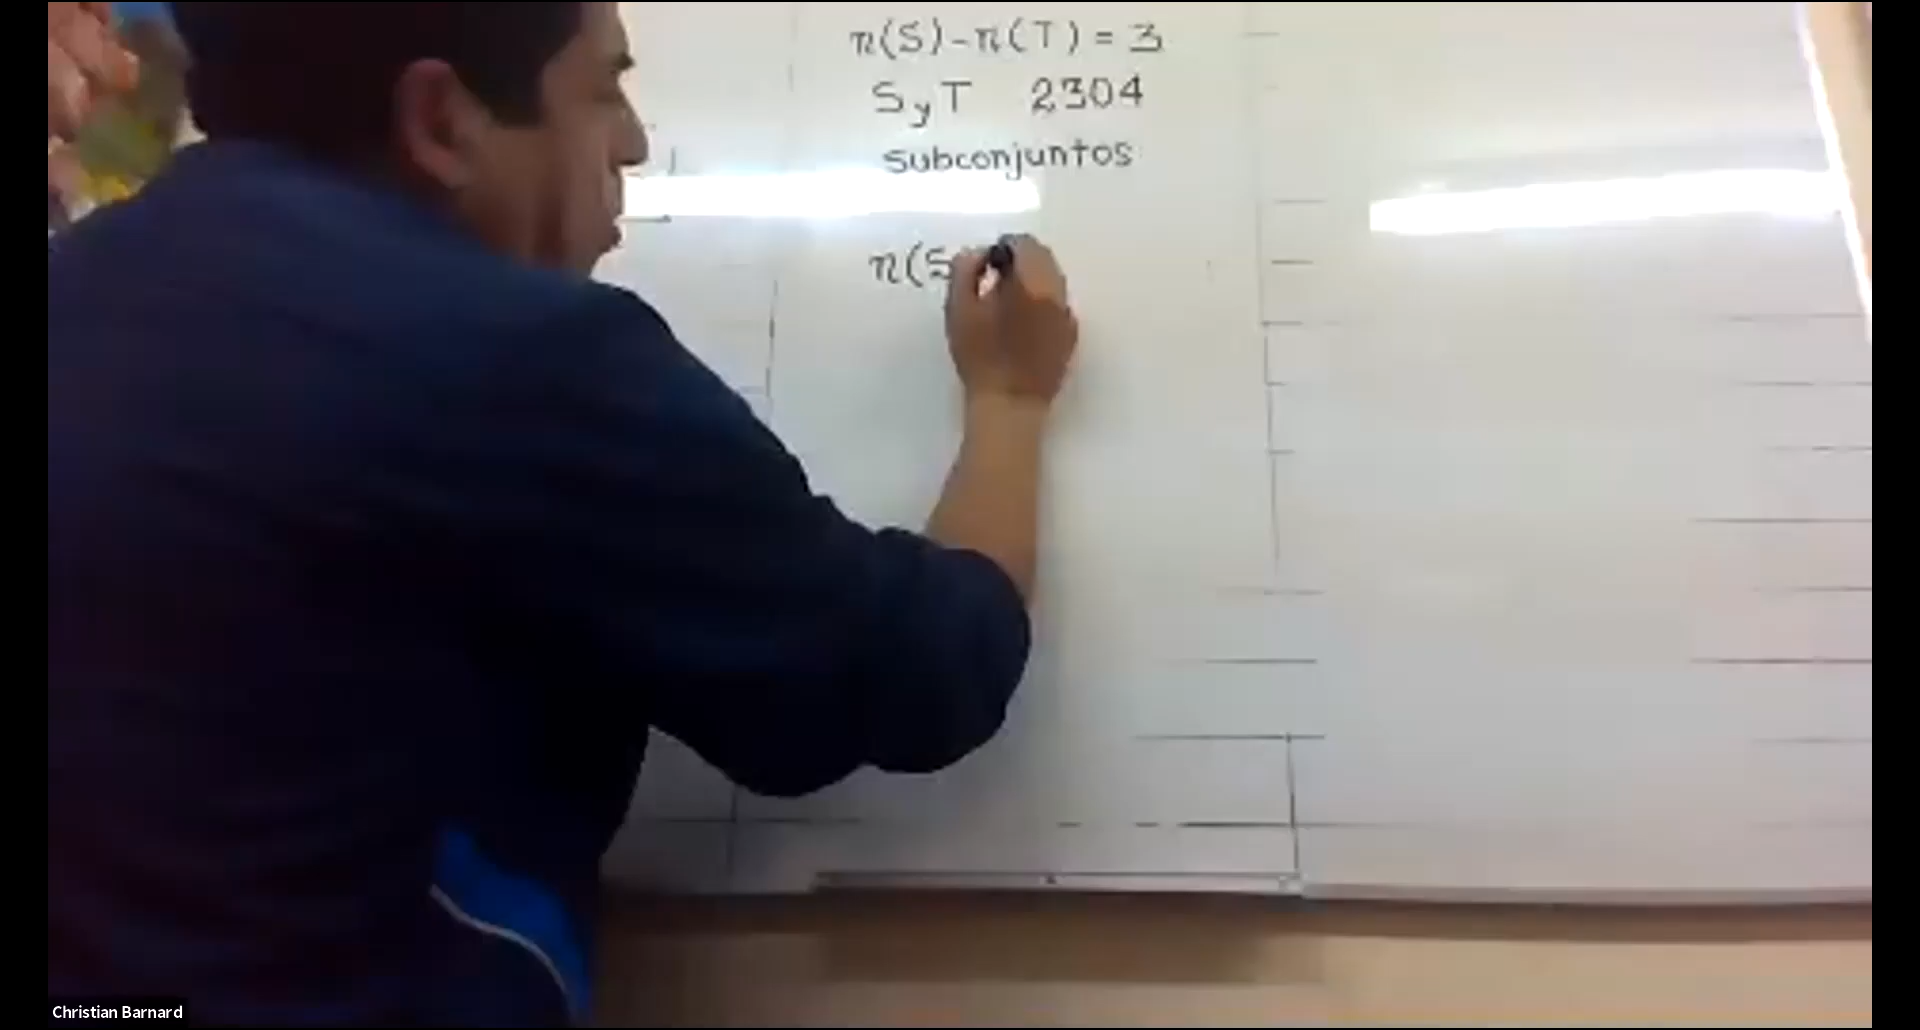 n(S)-n(T) = 3
S y T 2304
subconjuntos
n(S
Christian Barnard